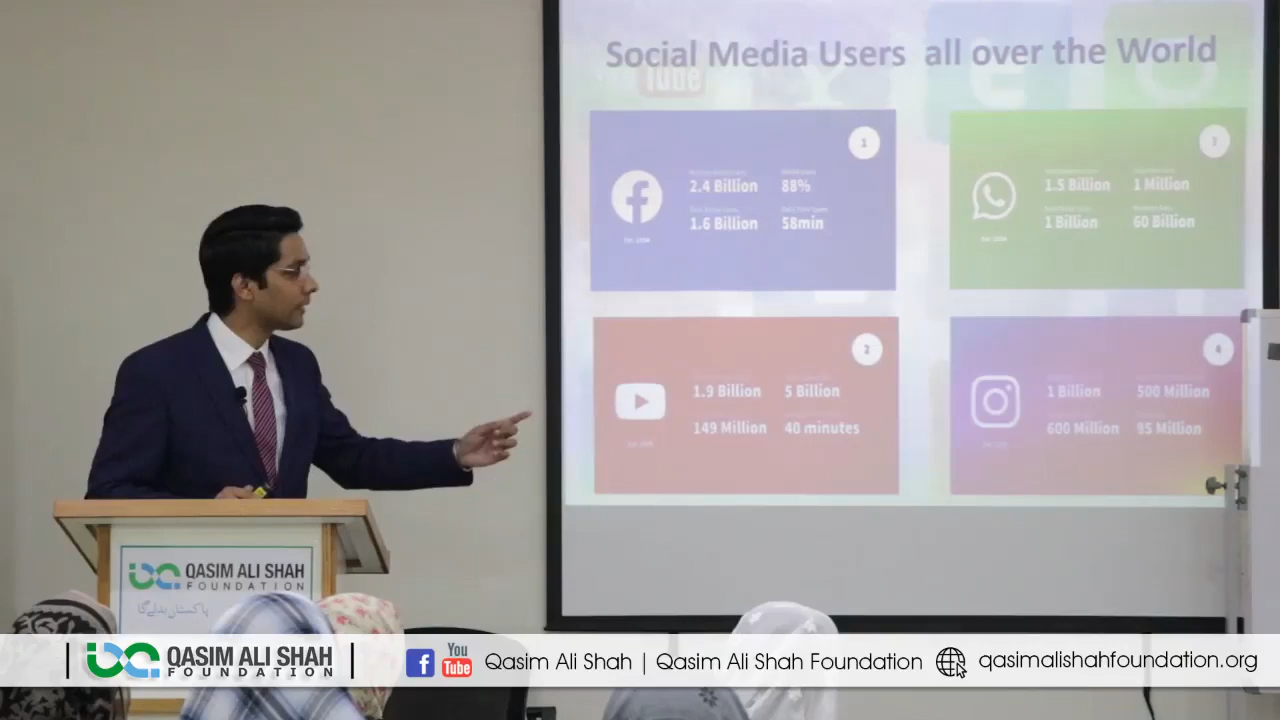 Social Media Users all over the World
Tube
1
2.4 Billion 88%
1.6 Billion 58min
1.5 Billion 1 Million
1 Billion 60 Billion
2
1.9 Billion 5 Billion
149 Million 40 minutes
4
1 Billion 500 Million
600 Million 95 Million
QASIM ALI SHAH
FOUNDATION
پاکستان بدلے گا
QASIM ALI SHAH
FOUNDATION
You
Tube
Qasim Ali Shah | Qasim Ali Shah Foundation
qasimalishahfoundation.org